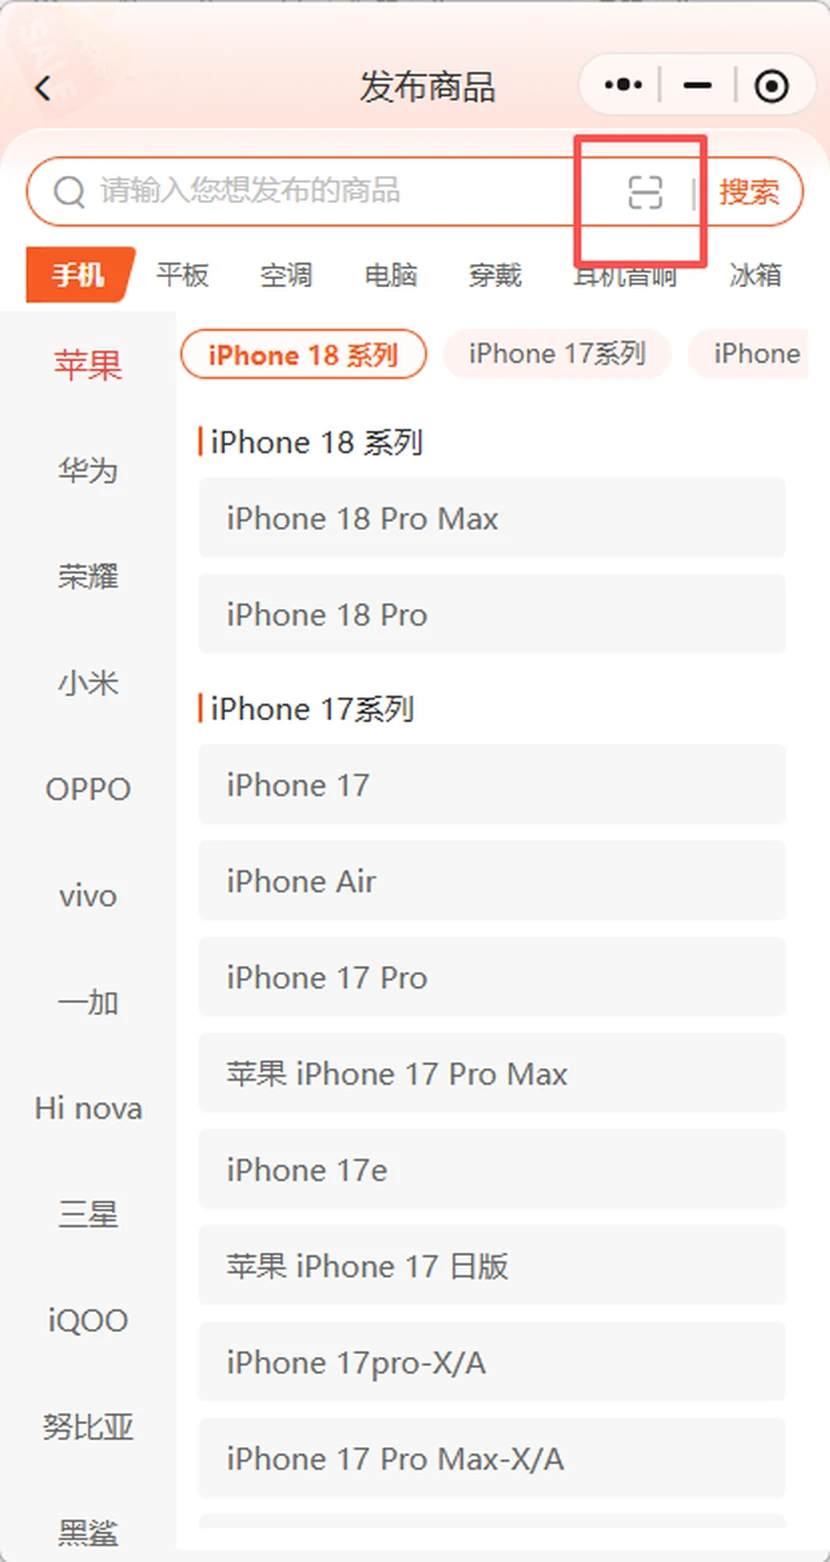 发布商品
请输入您想发布的商品 搜索
手机 平板 空调 电脑 穿戴 耳机音响 冰箱
苹果
华为
荣耀
小米
OPPO
vivo
一加
Hi nova
三星
iQOO
努比亚
黑鲨
iPhone 18 系列 iPhone 17系列 iPhone
iPhone 18 系列
iPhone 18 Pro Max
iPhone 18 Pro
iPhone 17系列
iPhone 17
iPhone Air
iPhone 17 Pro
苹果 iPhone 17 Pro Max
iPhone 17e
苹果 iPhone 17 日版
iPhone 17pro-X/A
iPhone 17 Pro Max-X/A